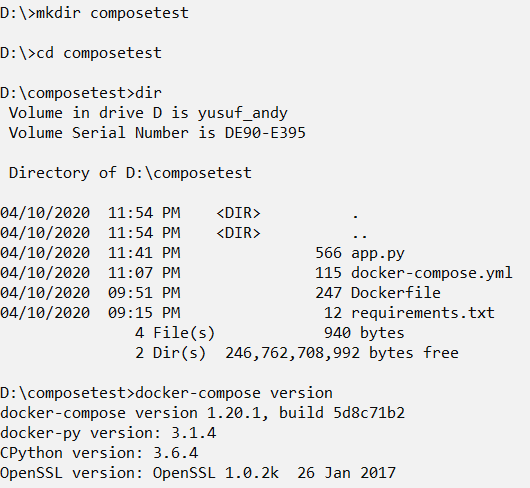 D:\>mkdir composetest
D:\>cd composetest
D:\composetest>dir
 Volume in drive D is yusuf_andy
 Volume Serial Number is DE90-E395
 Directory of D:\composetest
04/10/2020  11:54 PM    <DIR>          .
04/10/2020  11:54 PM    <DIR>          ..
04/10/2020  11:41 PM               566 app.py
04/10/2020  11:07 PM               115 docker-compose.yml
04/10/2020  09:51 PM               247 Dockerfile
04/10/2020  09:15 PM                12 requirements.txt
               4 File(s)            940 bytes
               2 Dir(s)  246,762,708,992 bytes free
D:\composetest>docker-compose version
docker-compose version 1.20.1, build 5d8c71b2
docker-py version: 3.1.4
CPython version: 3.6.4
OpenSSL version: OpenSSL 1.0.2k  26 Jan 2017